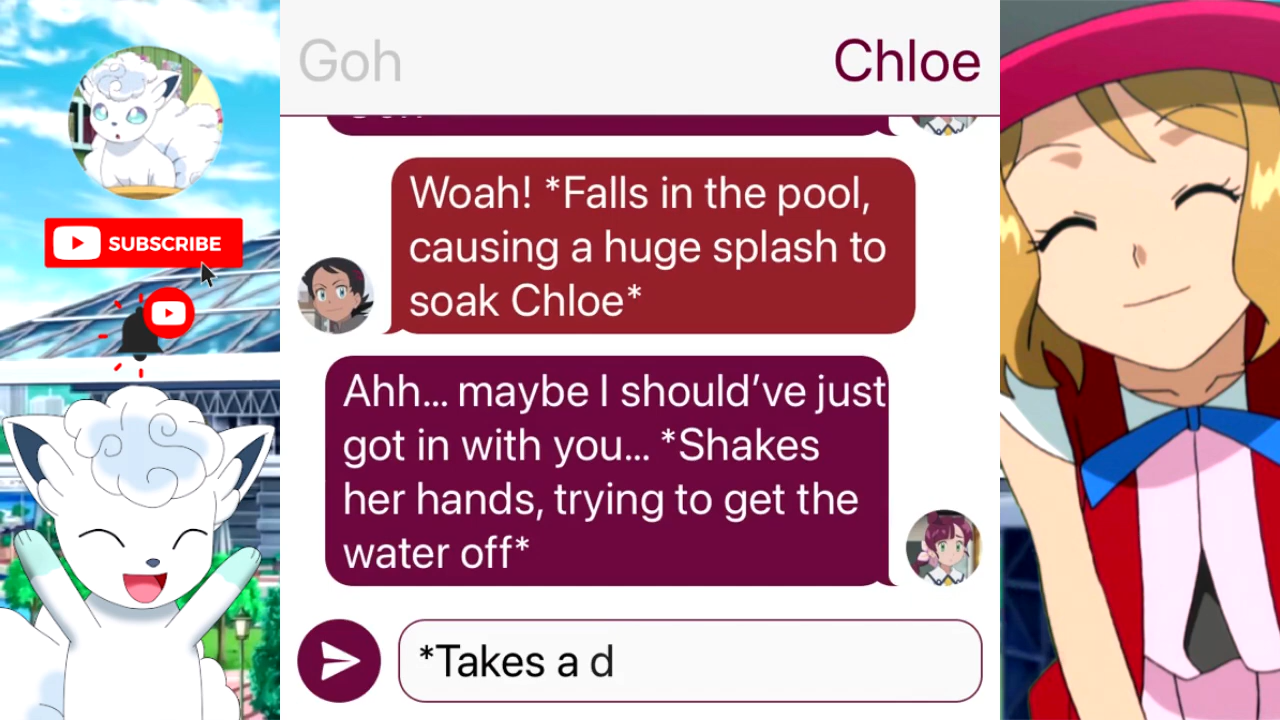 Goh
Chloe
SUBSCRIBE
Woah! *Falls in the pool,
causing a huge splash to
soak Chloe*
Ahh... maybe I should’ve just
got in with you... *Shakes
her hands, trying to get the
water off*
*Takes a d